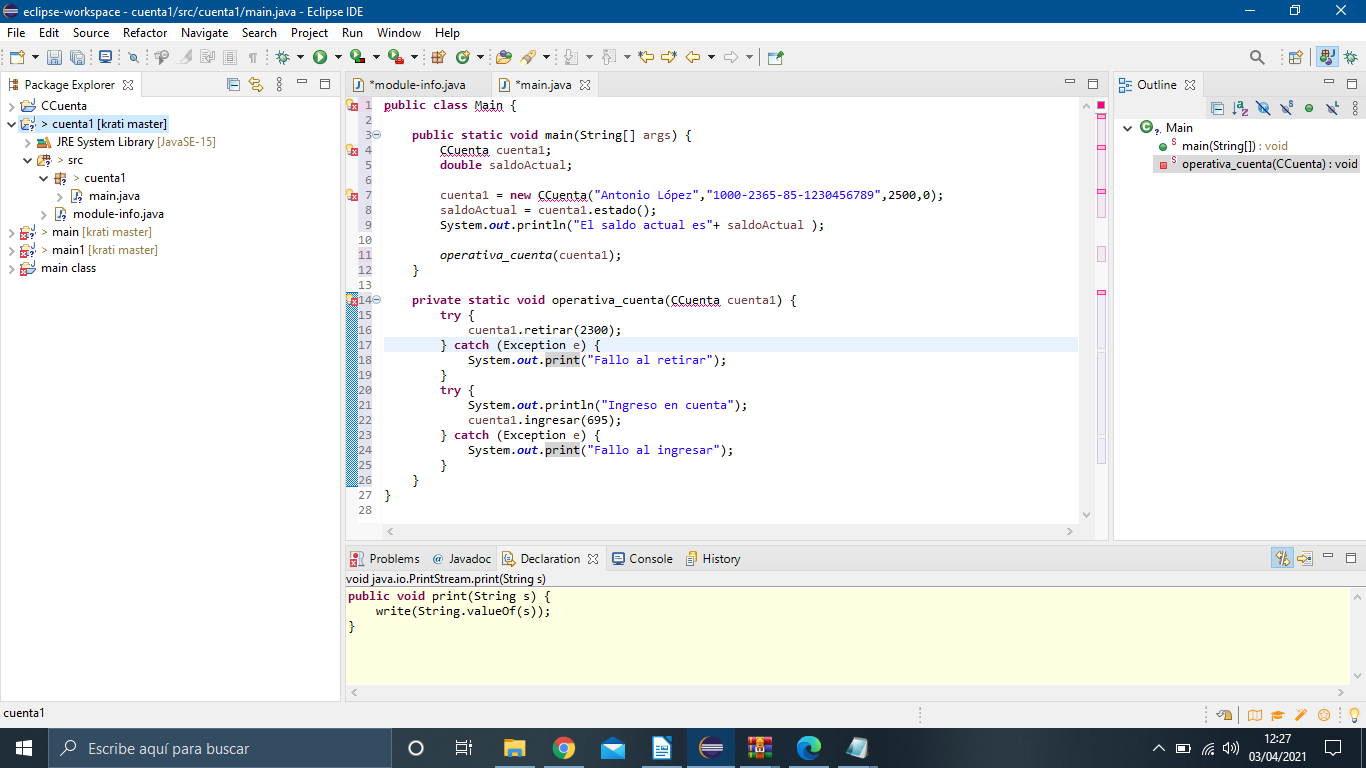 eclipse-workspace - cuenta1/src/cuenta1/main.java - Eclipse IDE
File Edit Source Refactor Navigate Search Project Run Window Help
Package Explorer
CCuenta
> cuenta1 [krati master]
JRE System Library [JavaSE-15]
> src
> cuenta1
main.java
module-info.java
> main [krati master]
> main1 [krati master]
main class
*module-info.java *main.java
1 public class Main {
2
3 public static void main(String[] args) {
4 CCuenta cuenta1;
5 double saldoActual;
6
7 cuenta1 = new CCuenta("Antonio López","1000-2365-85-1230456789",2500,0);
8 saldoActual = cuenta1.estado();
9 System.out.println("El saldo actual es"+ saldoActual );
10
11 operativa_cuenta(cuenta1);
12 }
13
14 private static void operativa_cuenta(CCuenta cuenta1) {
15 try {
16 cuenta1.retirar(2300);
17 } catch (Exception e) {
18 System.out.print("Fallo al retirar");
19 }
20 try {
21 System.out.println("Ingreso en cuenta");
22 cuenta1.ingresar(695);
23 } catch (Exception e) {
24 System.out.print("Fallo al ingresar");
25 }
26 }
27 }
28
Outline
Main
main(String[]) : void
operativa_cuenta(CCuenta) : void
Problems @ Javadoc Declaration Console History
void java.io.PrintStream.print(String s)
public void print(String s) {
write(String.valueOf(s));
}
cuenta1
Escribe aquí para buscar
12:27
03/04/2021